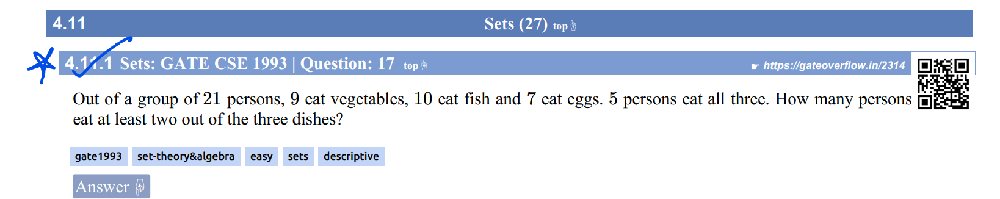 4.11
Sets (27) top
4.11.1 Sets: GATE CSE 1993 | Question: 17 top
https://gateoverflow.in/2314
Out of a group of 21 persons, 9 eat vegetables, 10 eat fish and 7 eat eggs. 5 persons eat all three. How many persons
eat at least two out of the three dishes?
gate1993 set-theory&algebra easy sets descriptive
Answer